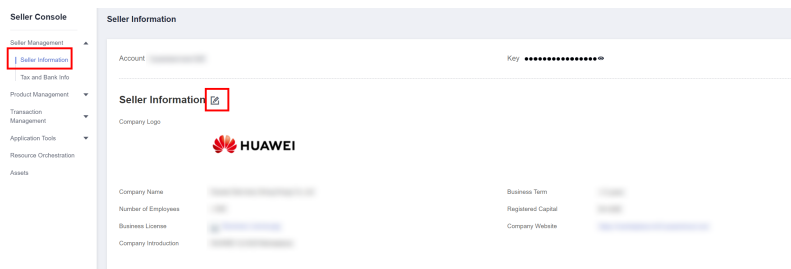 Seller Console
Seller Management
Seller Information
Tax and Bank Info
Product Management
Transaction
Management
Application Tools
Resource Orchestration
Assets
Seller Information
Account
Key
Seller Information
Company Logo
HUAWEI
Company Name
Business Term
Number of Employees
Registered Capital
Business License
Company Website
Company Introduction